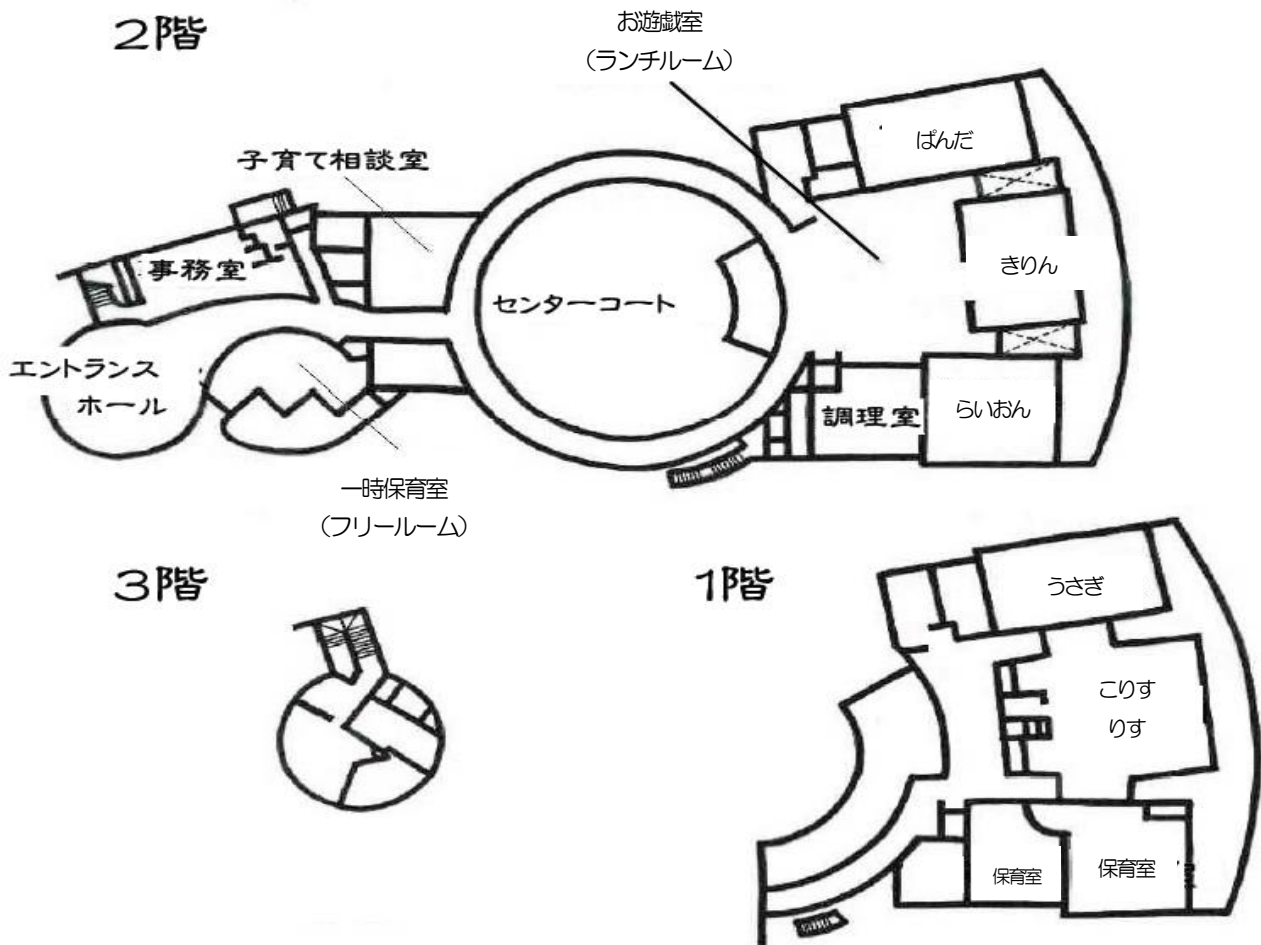 2階
お遊戯室
（ランチルーム）
ぱんだ
子育て相談室
事務室
きりん
センターコート
エントランス
ホール
らいおん
調理室
一時保育室
（フリールーム）
3階
1階
うさぎ
こりす
りす
保育室
保育室